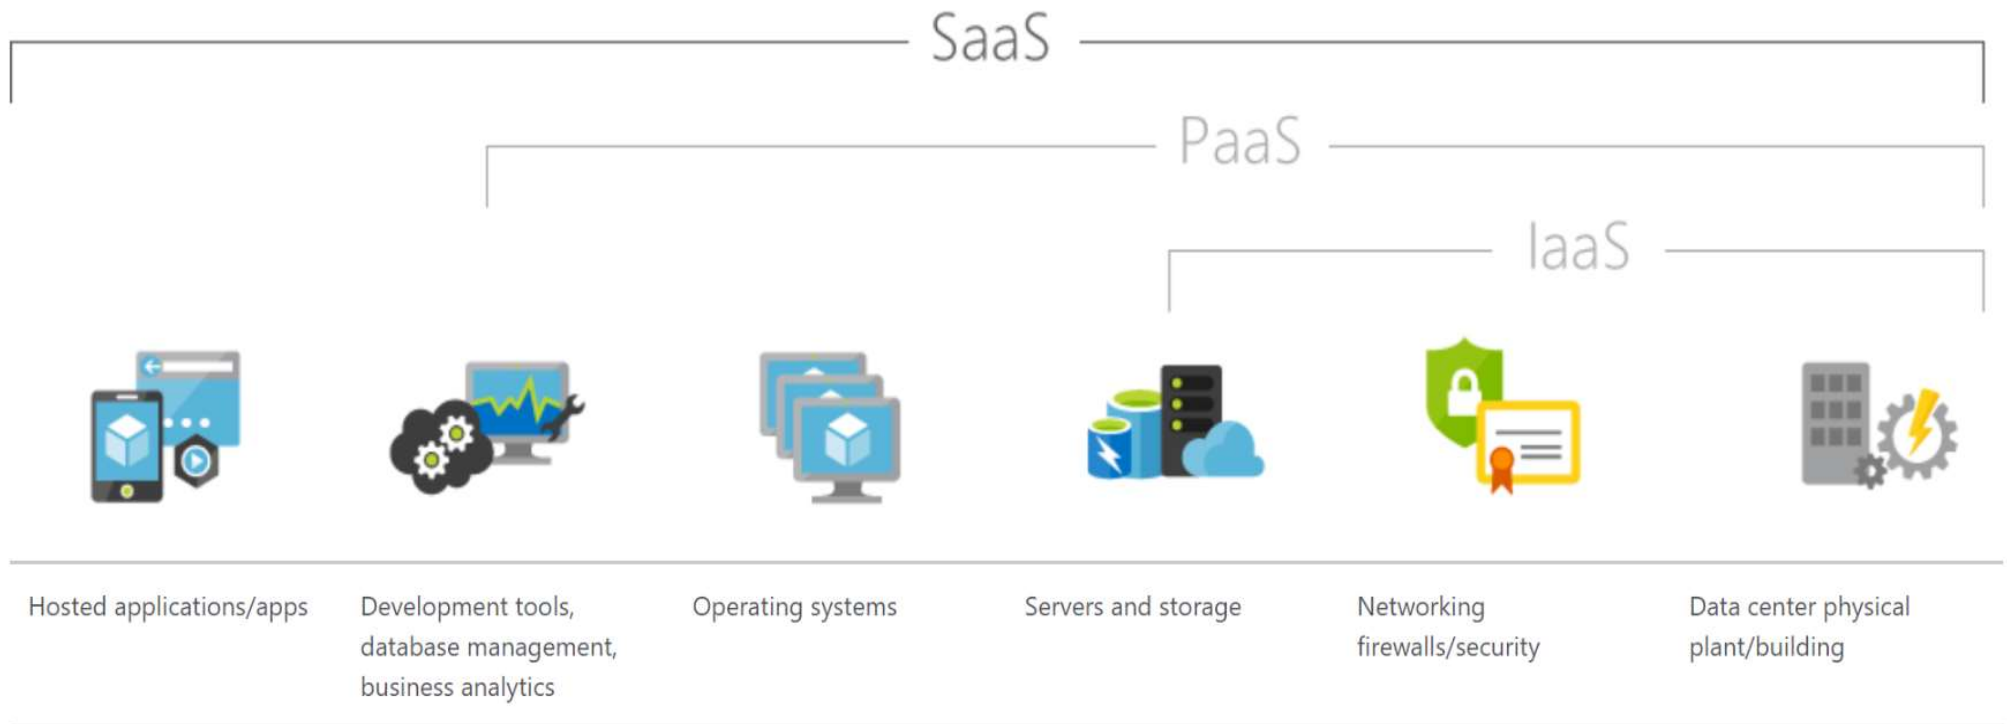 SaaS
PaaS
IaaS
Hosted applications/apps
Development tools,
database management,
business analytics
Operating systems
Servers and storage
Networking
firewalls/security
Data center physical
plant/building